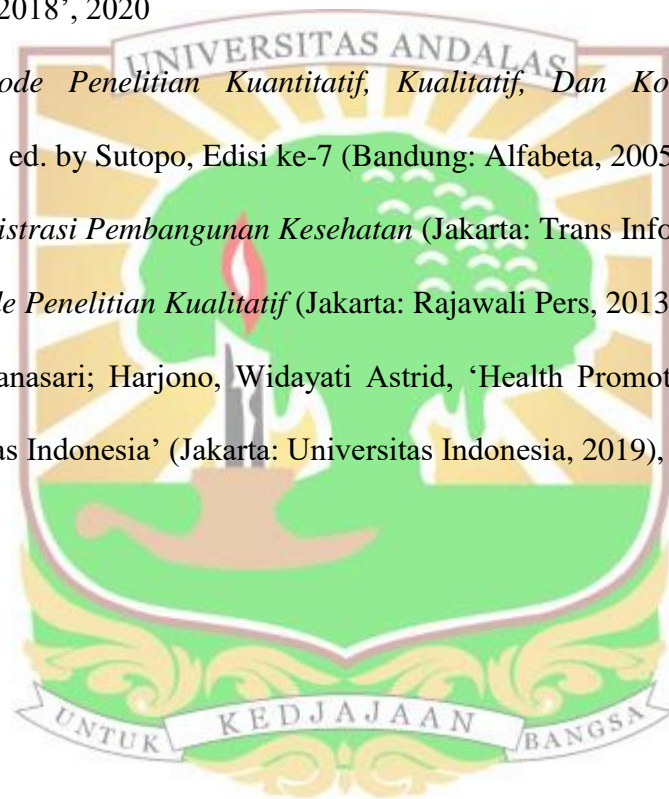 2018’, 2020
UNIVERSITAS ANDALAS
ode Penelitian Kuantitatif, Kualitatif, Dan Ko
ed. by Sutopo, Edisi ke-7 (Bandung: Alfabeta, 2005
istrasi Pembangunan Kesehatan (Jakarta: Trans Info
de Penelitian Kualitatif (Jakarta: Rajawali Pers, 2013
anasari; Harjono, Widayati Astrid, ‘Health Promot
as Indonesia’ (Jakarta: Universitas Indonesia, 2019),
UNTUK KEDJAJAAN BANGSA